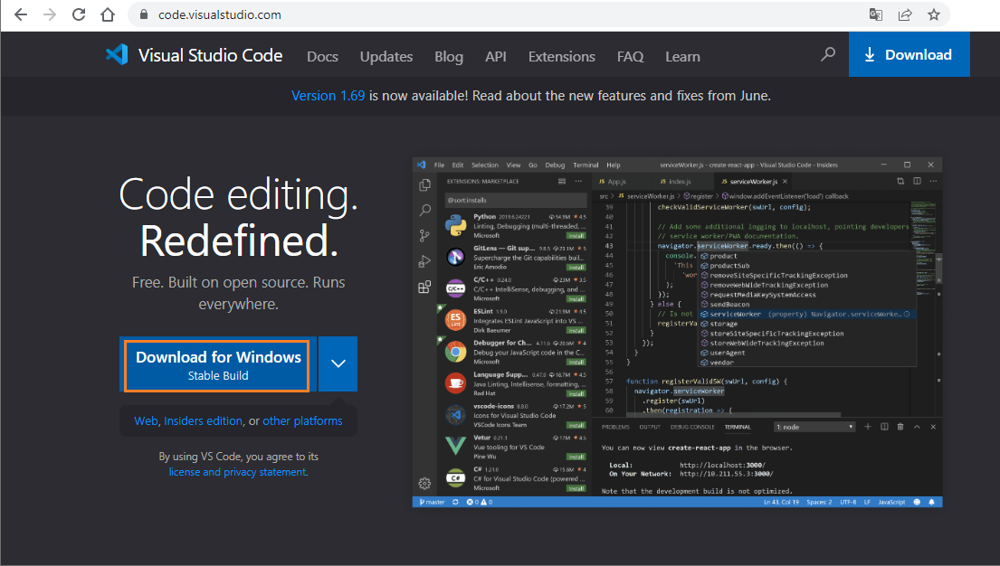 code.visualstudio.com
Visual Studio Code Docs Updates Blog API Extensions FAQ Learn Download
Version 1.69 is now available! Read about the new features and fixes from June.
Code editing.
Redefined.
Free. Built on open source. Runs
everywhere.
Download for Windows
Stable Build
Web, Insiders edition, or other platforms
By using VS Code, you agree to its
license and privacy statement.
File Edit Selection View Go Debug Terminal Help serviceWorker.js - create-react-app - Visual Studio Code - Insiders
EXTENSIONS: MARKETPLACE
@sort:installs
Python 2019.6.24221 54.9M 4.5
Linting, Debugging (multi-threaded, ...
Microsoft Install
GitLens — Git sup... 9.8.5 23.1M 5
Supercharge the Git capabilities buil...
Eric Amodio Install
C/C++ 0.24.0 23M 3.5
C/C++ IntelliSense, debugging, and ...
Microsoft Install
ESLint 1.9.0 21.9M 4.5
Integrates ESLint JavaScript into VS ...
Dirk Baeumer Install
Debugger for Ch... 4.11.6 20.6M 4
Debug your JavaScript code in the C...
Microsoft Install
Language Supp... 0.47.0 18.7M 4.5
Java Linting, Intellisense, formatting, ...
Red Hat Install
vscode-icons 8.8.0 17.2M 5
Icons for Visual Studio Code
VSCode Icons Team Install
Vetur 0.21.1 17M 4.5
Vue tooling for VS Code
Pine Wu Install
C# 1.21.0 15.6M 4
C# for Visual Studio Code (powered ...
Microsoft Install
App.js index.js serviceWorker.js
src > serviceWorker.js > register > window.addEventListener("load") callback
39 checkValidServiceWorker(swUrl, config);
40
41 // Add some additional logging to localhost, pointing developers
42 // service worker/PWA documentation.
43 navigator.serviceWorker.ready.then(() => {
44 console.
45 'This
46 'wor
47 );
48 });
49 } else {
50 // Is not
51 registerVa
52 }
53 });
54 }
55 }
56
57 function registerValidSW(swUrl, config) {
58 navigator.serviceWorker
59 .register(swUrl)
60 .then(registration => {
product
productSub
removeSiteSpecificTrackingException
removeWebWideTrackingException
requestMediaKeySystemAccess
sendBeacon
serviceWorker (property) Navigator.serviceWorke...
storage
storeSiteSpecificTrackingException
storeWebWideTrackingException
userAgent
vendor
PROBLEMS OUTPUT DEBUG CONSOLE TERMINAL 1: node
You can now view create-react-app in the browser.
Local: http://localhost:3000/
On Your Network: http://10.211.55.3:3000/
Note that the development build is not optimized.
master 0 0 Ln 43, Col 19 Spaces: 2 UTF-8 LF JavaScript